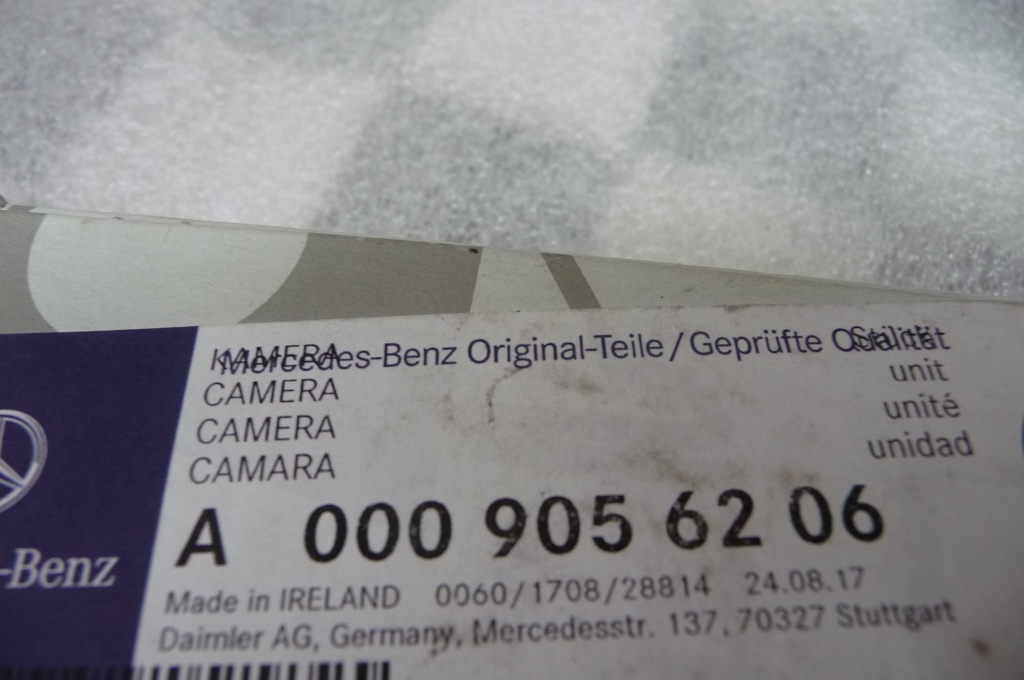 Mercedes-Benz Original-Teile / Geprüfte Qualität
KAMERA Stück
CAMERA unit
CAMERA unité
CAMARA unidad
A 000 905 62 06
-Benz
Made in IRELAND 0060/1708/28814 24.08.17
Daimler AG, Germany, Mercedesstr. 137, 70327 Stuttgart